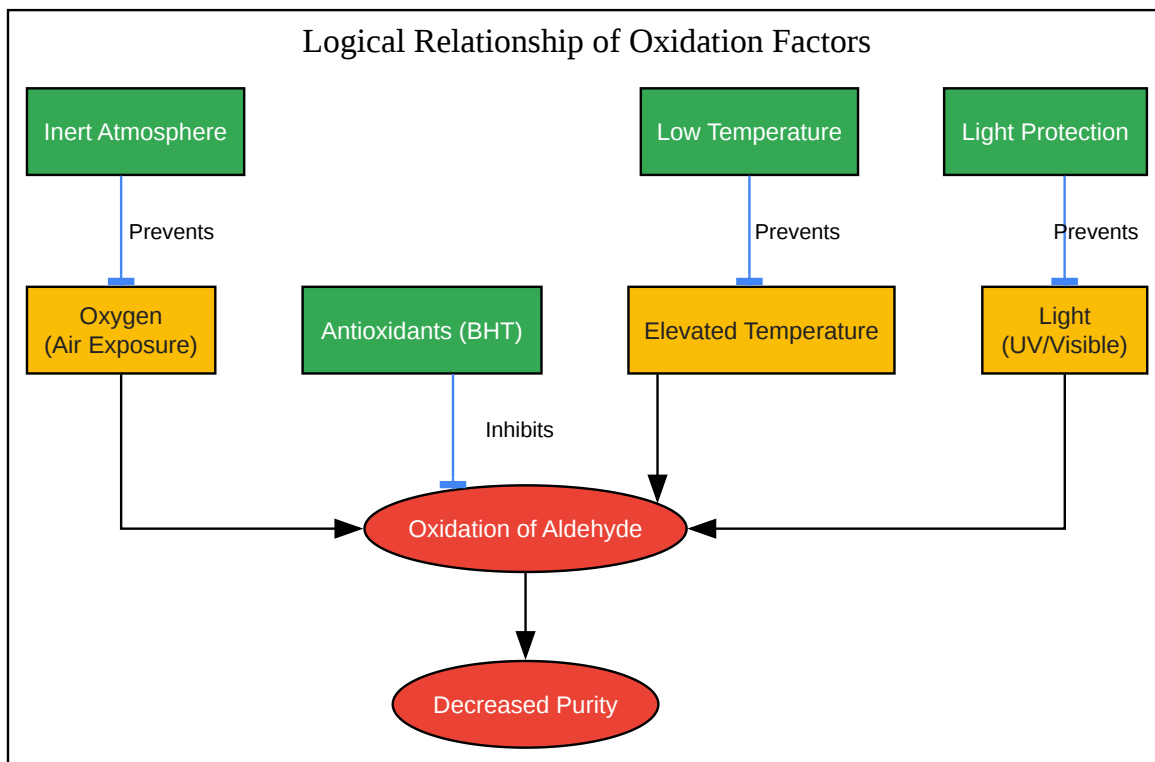 Logical Relationship of Oxidation Factors
Inert Atmosphere
Low Temperature
Light Protection
Prevents
Prevents
Prevents
Oxygen
(Air Exposure)
Antioxidants (BHT)
Elevated Temperature
Light
(UV/Visible)
Inhibits
Oxidation of Aldehyde
Decreased Purity